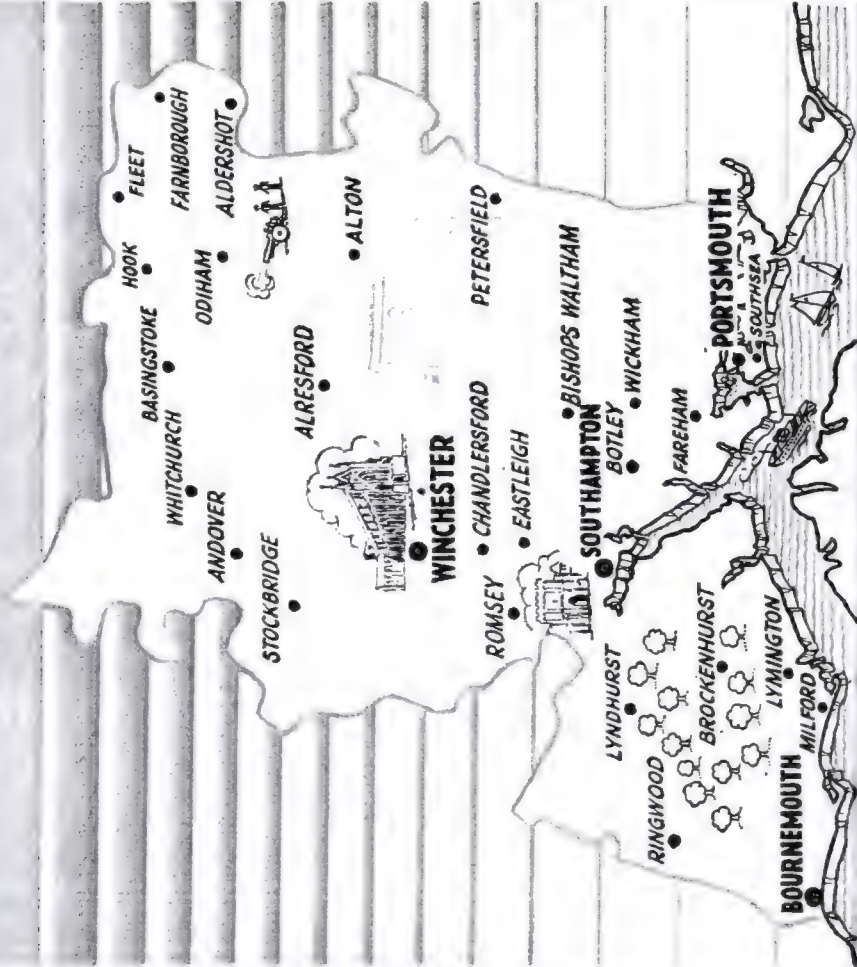 FLEET
FARNBOROUGH
ALDERSHOT
HOOK
ODIHAM
BASINGSTOKE
WHITCHURCH
ANDOVER
STOCKBRIDGE
ALTON
ALRESFORD
WINCHESTER
PETERSFIELD
CHANDLERSFORD
EASTLEIGH
ROMSEY
BISHOPS WALTHAM
SOUTHAMPTON
BOTLEY
WICKHAM
FAREHAM
PORTSMOUTH
SOUTHSEA
LYNDHURST
BROCKENHURST
RINGWOOD
LYMINGTON
MILFORD
BOURNEMOUTH